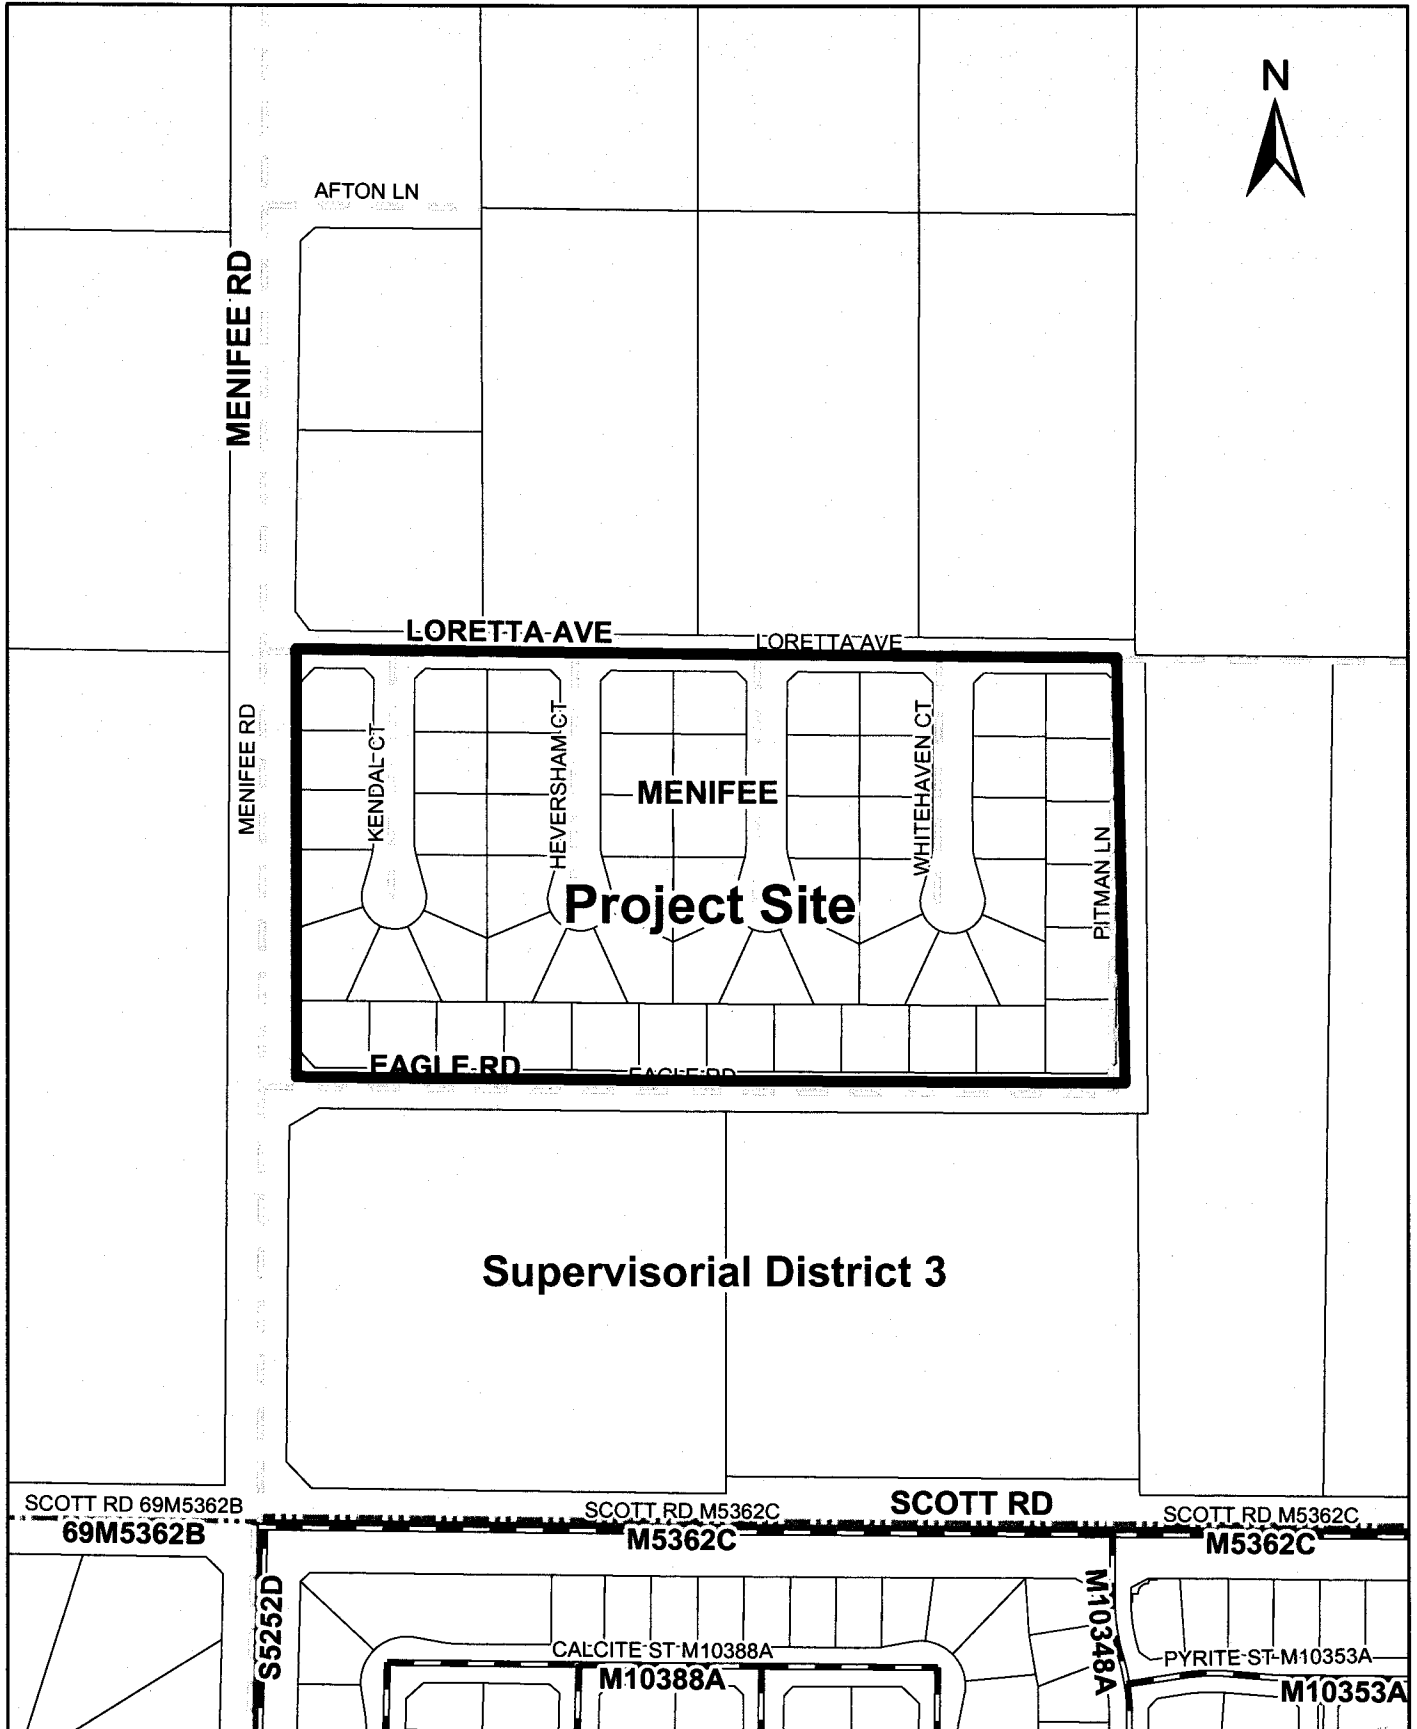 N
AFTON LN
MENIFEE RD
LORETTA AVE
LORETTA AVE
MENIFEE RD
KENDAL CT
HEVERSHAM CT
WHITEHAVEN CT
MENIFEE
PITMAN LN
Project Site
EAGLE RD
EAGLE RD
Supervisorial District 3
SCOTT RD 69M5362B
69M5362B
SCOTT RD M5362C
M5362C
SCOTT RD
SCOTT RD M5362C
M5362C
S5252D
M10348A
CALCITE ST M10388A
M10388A
PYRITE ST M10353A
M10353A